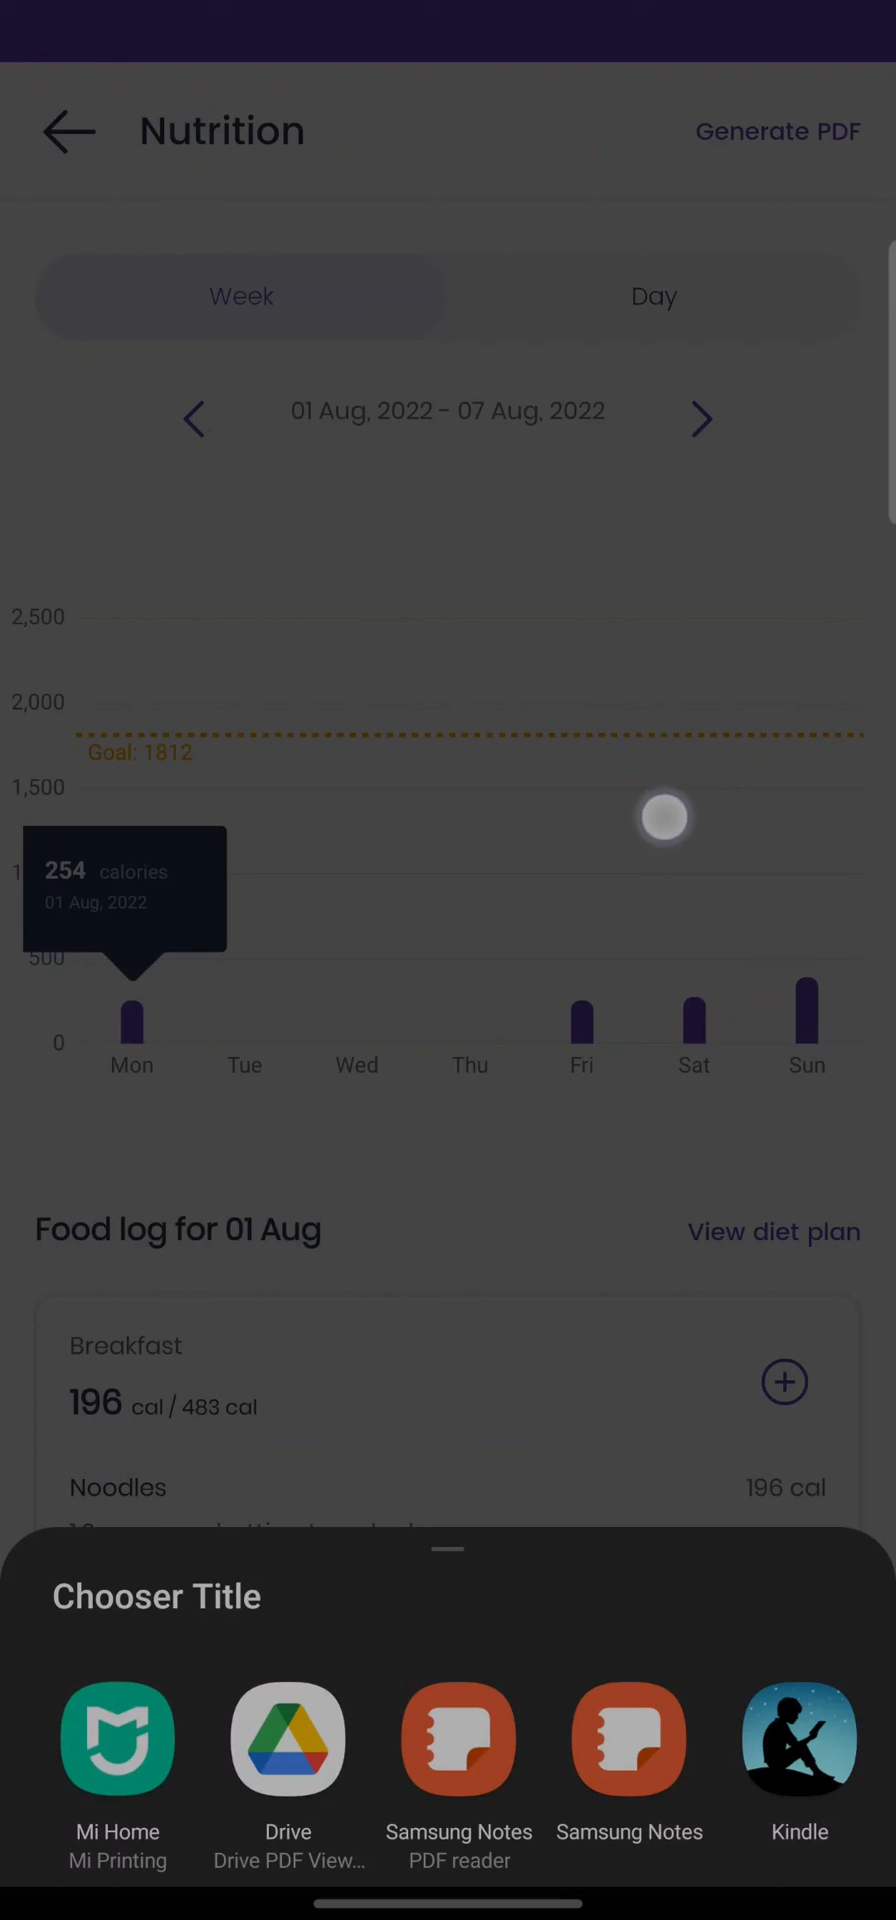 Nutrition
Generate PDF
Week
Day
01 Aug, 2022 - 07 Aug, 2022
2,500
2,000
Goal: 1812
1,500
1
254 calories
01 Aug, 2022
500
0
Mon
Tue
Wed
Thu
Fri
Sat
Sun
Food log for 01 Aug
View diet plan
Breakfast
196 cal / 483 cal
Noodles
196 cal
Chooser Title
Mi Home
Mi Printing
Drive
Drive PDF View...
Samsung Notes
PDF reader
Samsung Notes
Kindle